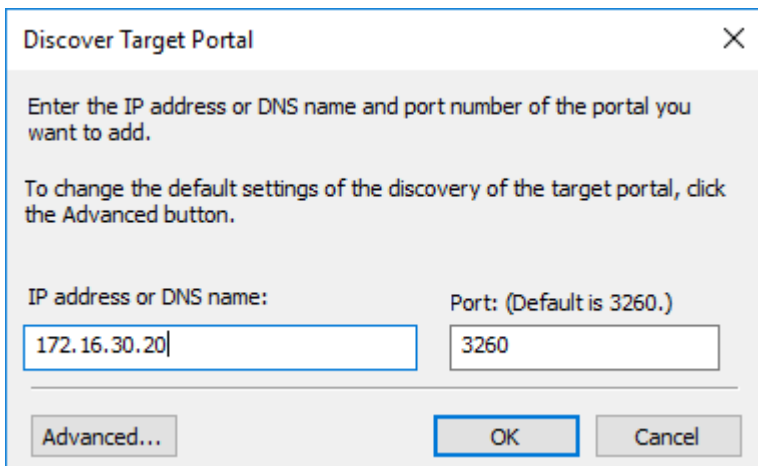 Discover Target Portal
Enter the IP address or DNS name and port number of the portal you
want to add.
To change the default settings of the discovery of the target portal, click
the Advanced button.
IP address or DNS name:
Port: (Default is 3260.)
172.16.30.20
3260
Advanced...
OK
Cancel